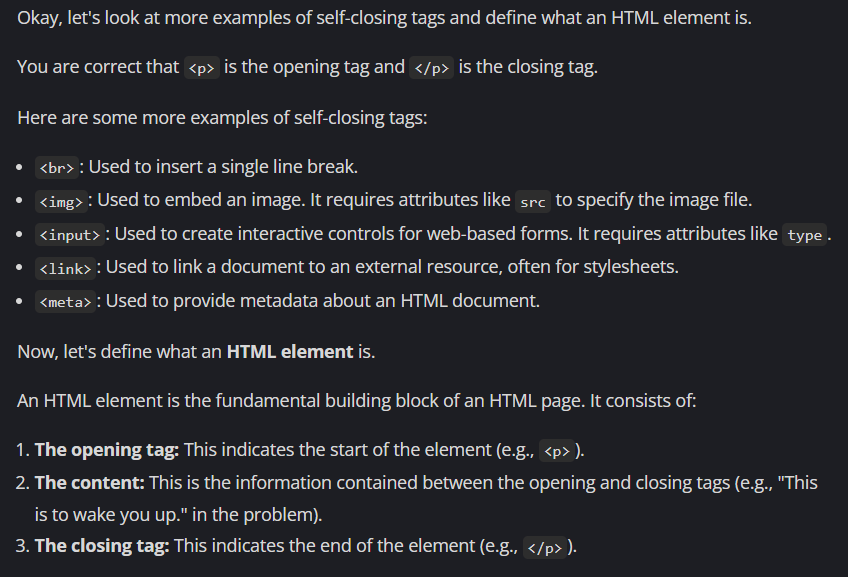 Okay, let's look at more examples of self-closing tags and define what an HTML element is.
You are correct that <p> is the opening tag and </p> is the closing tag.
Here are some more examples of self-closing tags:
• <br>: Used to insert a single line break.
• <img>: Used to embed an image. It requires attributes like src to specify the image file.
• <input>: Used to create interactive controls for web-based forms. It requires attributes like type.
• <link>: Used to link a document to an external resource, often for stylesheets.
• <meta>: Used to provide metadata about an HTML document.
Now, let's define what an HTML element is.
An HTML element is the fundamental building block of an HTML page. It consists of:
1. The opening tag: This indicates the start of the element (e.g., <p>).
2. The content: This is the information contained between the opening and closing tags (e.g., "This
is to wake you up." in the problem).
3. The closing tag: This indicates the end of the element (e.g., </p>).